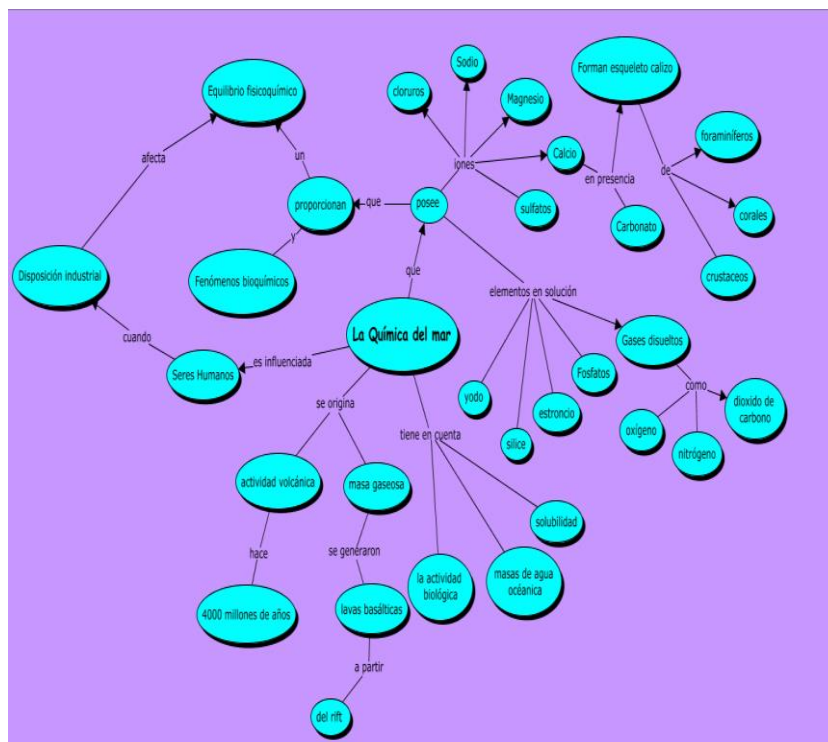 Sodio
Forman esqueleto calizo
Equilibrio fisicoquímico
cloruros
Magnesio
foraminíferos
afecta
un
iones
Calcio
en presencia
de
proporcionan
que
posee
sulfatos
Carbonato
corales
y
Disposición industrial
Fenómenos bioquímicos
que
crustaceos
elementos en solución
cuando
La Química del mar
Gases disueltos
es influenciada
Seres Humanos
Fosfatos
yodo
como
dioxido de
carbono
se origina
estroncio
oxígeno
silice
nitrógeno
tiene en cuenta
actividad volcánica
masa gaseosa
solubilidad
hace
se generaron
la actividad
biológica
masas de agua
océanica
4000 millones de años
lavas basálticas
a partir
del rift